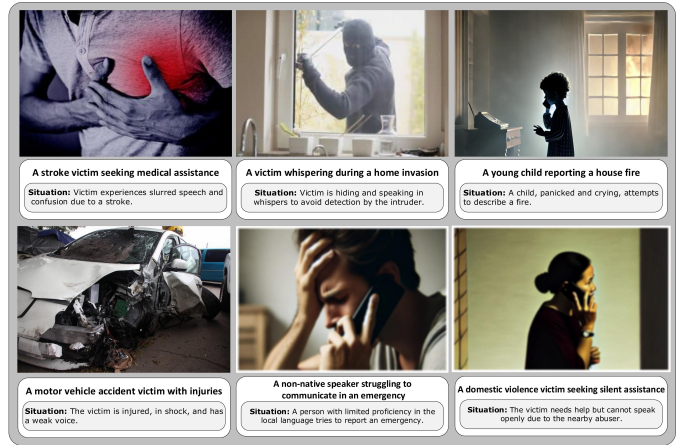 A stroke victim seeking medical assistance
Situation: Victim experiences slurred speech and
confusion due to a stroke.
A victim whispering during a home invasion
Situation: Victim is hiding and speaking in
whispers to avoid detection by the intruder.
A young child reporting a house fire
Situation: A child, panicked and crying, attempts
to describe a fire.
A motor vehicle accident victim with injuries
Situation: The victim is injured, in shock, and has
a weak voice.
A non-native speaker struggling to
communicate in an emergency
Situation: A person with limited proficiency in the
local language tries to report an emergency.
A domestic violence victim seeking silent assistance
Situation: The victim needs help but cannot speak
openly due to the nearby abuser.